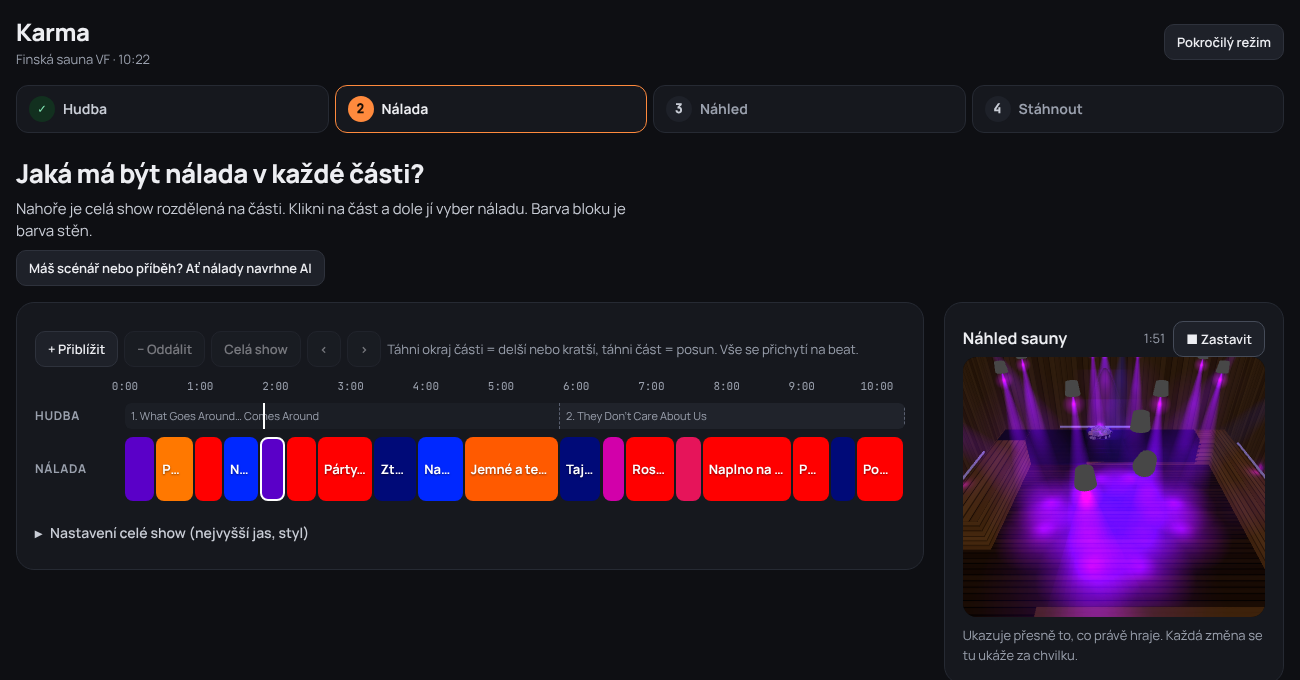 Karma
Finská sauna VF · 10:22
Pokročilý režim
✓ Hudba
2 Nálada
3 Náhled
4 Stáhnout
Jaká má být nálada v každé části?
Nahoře je celá show rozdělená na části. Klikni na část a dole jí vyber náladu. Barva bloku je
barva stěn.
Máš scénář nebo příběh? Ať nálady navrhne AI
+ Přiblížit
− Oddálit
Celá show
‹
›
Táhni okraj části = delší nebo kratší, táhni část = posun. Vše se přichytí na beat.
0:00 1:00 2:00 3:00 4:00 5:00 6:00 7:00 8:00 9:00 10:00
HUDBA
1. What Goes Around... Comes Around
2. They Don't Care About Us
NÁLADA
P… N… Párty… Zt… Na… Jemné a te… Taj… Ros… Naplno na … P… Po…
▸ Nastavení celé show (nejvyšší jas, styl)
Náhled sauny
1:51
■ Zastavit
Ukazuje přesně to, co právě hraje. Každá změna se
tu ukáže za chvilku.